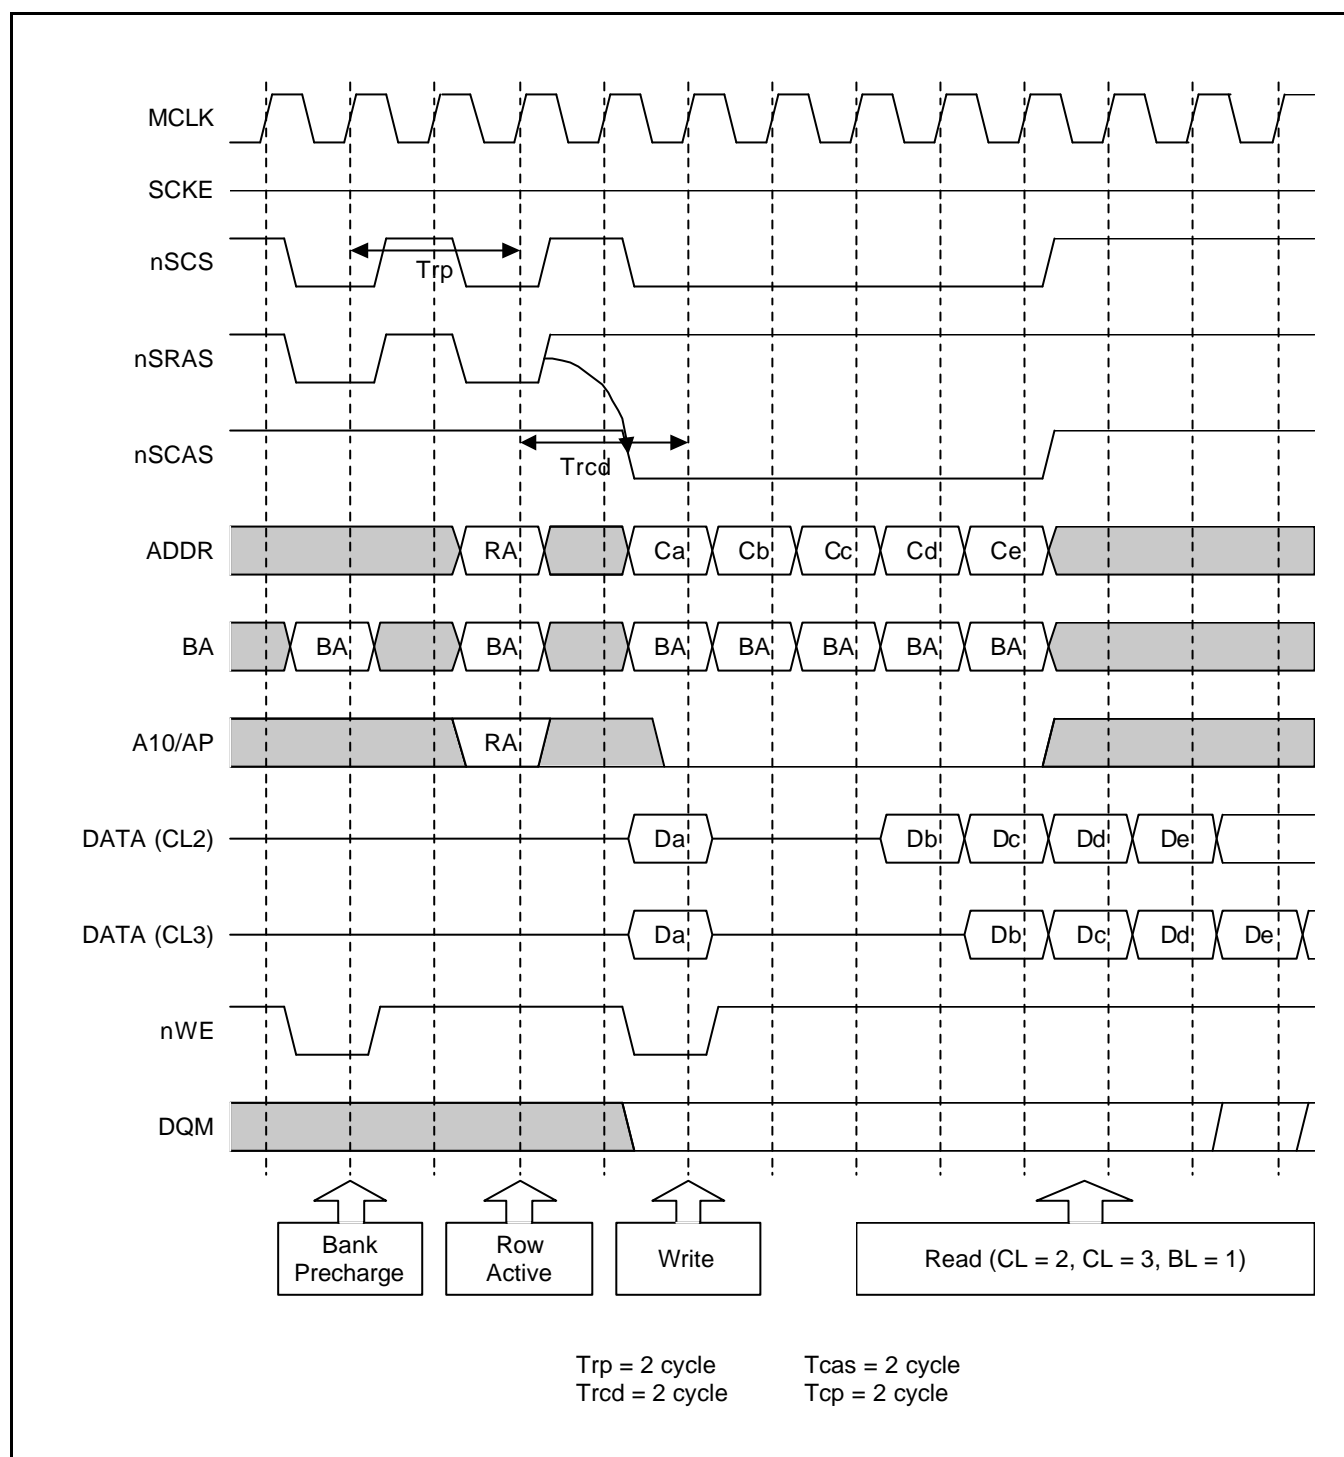 MCLK
SCKE
nSCS
Trp
nSRAS
nSCAS
Trcd
ADDR RA Ca Cb Cc Cd Ce
BA BA BA BA BA BA BA BA
A10/AP RA
DATA (CL2) Da Db Dc Dd De
DATA (CL3) Da Db Dc Dd De
nWE
DQM
Bank
Precharge
Row
Active
Write
Read (CL = 2, CL = 3, BL = 1)
Trp = 2 cycle Tcas = 2 cycle
Trcd = 2 cycle Tcp = 2 cycle